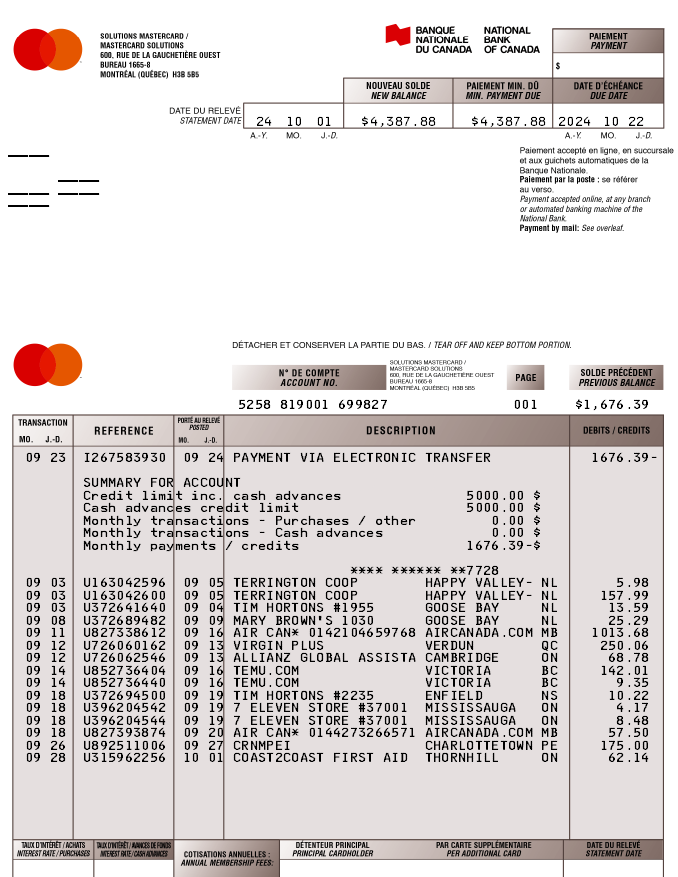 SOLUTIONS MASTERCARD /
MASTERCARD SOLUTIONS
600, RUE DE LA GAUCHETIÈRE OUEST
BUREAU 1665-8
MONTRÉAL (QUÉBEC) H3B 5B5
BANQUE NATIONALE DU CANADA
NATIONAL BANK OF CANADA
PAIEMENT
PAYMENT
$
NOUVEAU SOLDE PAIEMENT MIN. DÛ DATE D'ÉCHÉANCE
NEW BALANCE MIN. PAYMENT DUE DUE DATE
DATE DU RELEVÉ
STATEMENT DATE
24 10 01 $4,387.88 $4,387.88 2024 10 22
A.-Y. MO. J.-D. A.-Y. MO. J.-D.
Paiement accepté en ligne, en succursale
et aux guichets automatiques de la
Banque Nationale.
Paiement par la poste : se référer
au verso.
Payment accepted online, at any branch
or automated banking machine of the
National Bank.
Payment by mail: See overleaf.
DÉTACHER ET CONSERVER LA PARTIE DU BAS. / TEAR OFF AND KEEP BOTTOM PORTION.
N° DE COMPTE
ACCOUNT NO.
SOLUTIONS MASTERCARD /
MASTERCARD SOLUTIONS
600, RUE DE LA GAUCHETIÈRE OUEST
BUREAU 1665-8
MONTRÉAL (QUÉBEC) H3B 5B5
PAGE
SOLDE PRÉCÉDENT
PREVIOUS BALANCE
5258 819001 699827 001 $1,676.39
TRANSACTION REFERENCE PORTÉ AU RELEVÉ POSTED DESCRIPTION DEBITS / CREDITS
MO. J.-D. MO. J.-D.
09 23 I267583930 09 24 PAYMENT VIA ELECTRONIC TRANSFER 1676.39-
SUMMARY FOR ACCOUNT
Credit limit inc. cash advances 5000.00 $
Cash advances credit limit 5000.00 $
Monthly transactions - Purchases / other 0.00 $
Monthly transactions - Cash advances 0.00 $
Monthly payments / credits 1676.39-$
**** ****** **7728
09 03 U163042596 09 05 TERRINGTON COOP HAPPY VALLEY- NL 5.98
09 03 U163042600 09 05 TERRINGTON COOP HAPPY VALLEY- NL 157.99
09 03 U372641640 09 04 TIM HORTONS #1955 GOOSE BAY NL 13.59
09 08 U372689482 09 09 MARY BROWN'S 1030 GOOSE BAY NL 25.29
09 11 U827338612 09 16 AIR CAN* 0142104659768 AIRCANADA.COM MB 1013.68
09 12 U726060162 09 13 VIRGIN PLUS VERDUN QC 250.06
09 12 U726062546 09 13 ALLIANZ GLOBAL ASSISTA CAMBRIDGE ON 68.78
09 14 U852736404 09 16 TEMU.COM VICTORIA BC 142.01
09 14 U852736440 09 16 TEMU.COM VICTORIA BC 9.35
09 18 U372694500 09 19 TIM HORTONS #2235 ENFIELD NS 10.22
09 18 U396204542 09 19 7 ELEVEN STORE #37001 MISSISSAUGA ON 4.17
09 18 U396204544 09 19 7 ELEVEN STORE #37001 MISSISSAUGA ON 8.48
09 18 U827393874 09 20 AIR CAN* 0144273266571 AIRCANADA.COM MB 57.50
09 26 U892511006 09 27 CRNMPEI CHARLOTTETOWN PE 175.00
09 28 U315962256 10 01 COAST2COAST FIRST AID THORNHILL ON 62.14
TAUX D'INTÉRÊT / ACHATS TAUX D'INTÉRÊT / AVANCES DE FONDS COTISATIONS ANNUELLES : DÉTENTEUR PRINCIPAL PAR CARTE SUPPLÉMENTAIRE DATE DU RELEVÉ
INTEREST RATE / PURCHASES INTEREST RATE / CASH ADVANCES ANNUAL MEMBERSHIP FEES: PRINCIPAL CARDHOLDER PER ADDITIONAL CARD STATEMENT DATE